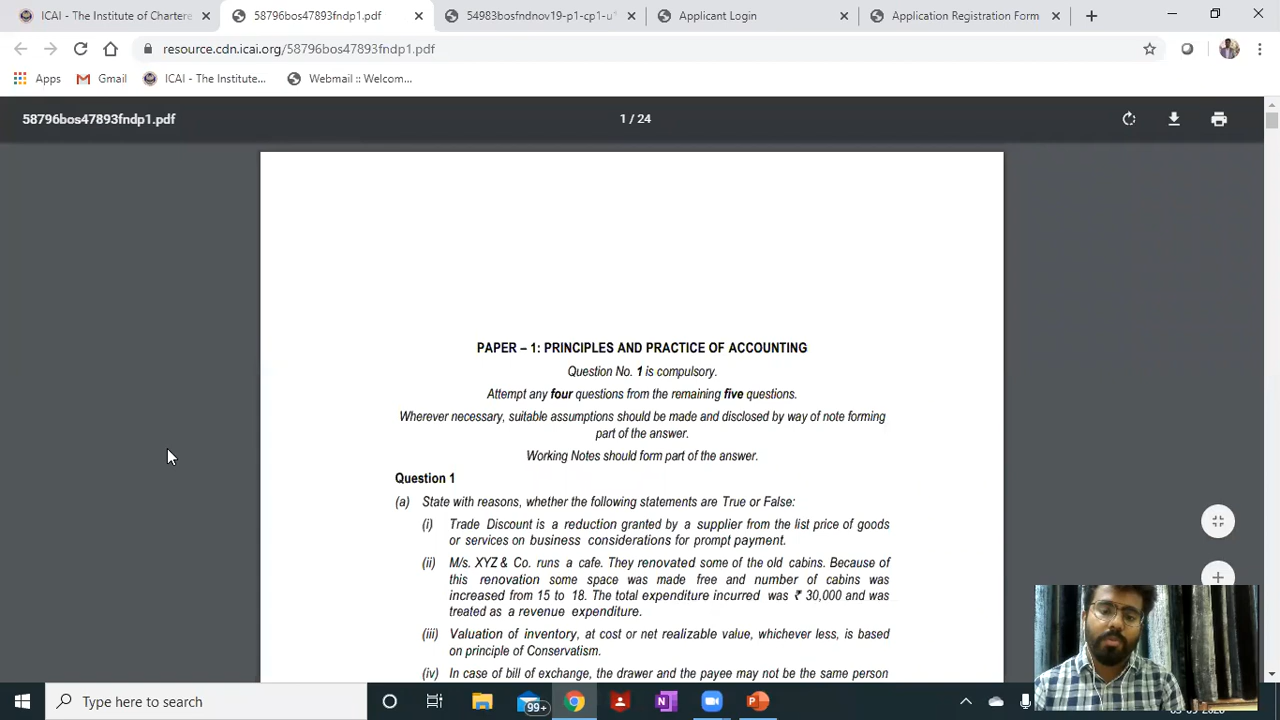 ICAI - The Institute of Chartere
58796bos47893fndp1.pdf
54983bosfndnov19-p1-cp1-u
Applicant Login
Application Registration Form
resource.cdn.icai.org/58796bos47893fndp1.pdf
Apps
Gmail
ICAI - The Institute...
Webmail :: Welcom...
58796bos47893fndp1.pdf
1 / 24
PAPER – 1: PRINCIPLES AND PRACTICE OF ACCOUNTING
Question No. 1 is compulsory.
Attempt any four questions from the remaining five questions.
Wherever necessary, suitable assumptions should be made and disclosed by way of note forming
part of the answer.
Working Notes should form part of the answer.
Question 1
(a) State with reasons, whether the following statements are True or False:
(i) Trade Discount is a reduction granted by a supplier from the list price of goods
or services on business considerations for prompt payment.
(ii) M/s. XYZ & Co. runs a cafe. They renovated some of the old cabins. Because of
this renovation some space was made free and number of cabins was
increased from 15 to 18. The total expenditure incurred was ₹ 30,000 and was
treated as a revenue expenditure.
(iii) Valuation of inventory, at cost or net realizable value, whichever less, is based
on principle of Conservatism.
(iv) In case of bill of exchange, the drawer and the payee may not be the same person
Type here to search
99+